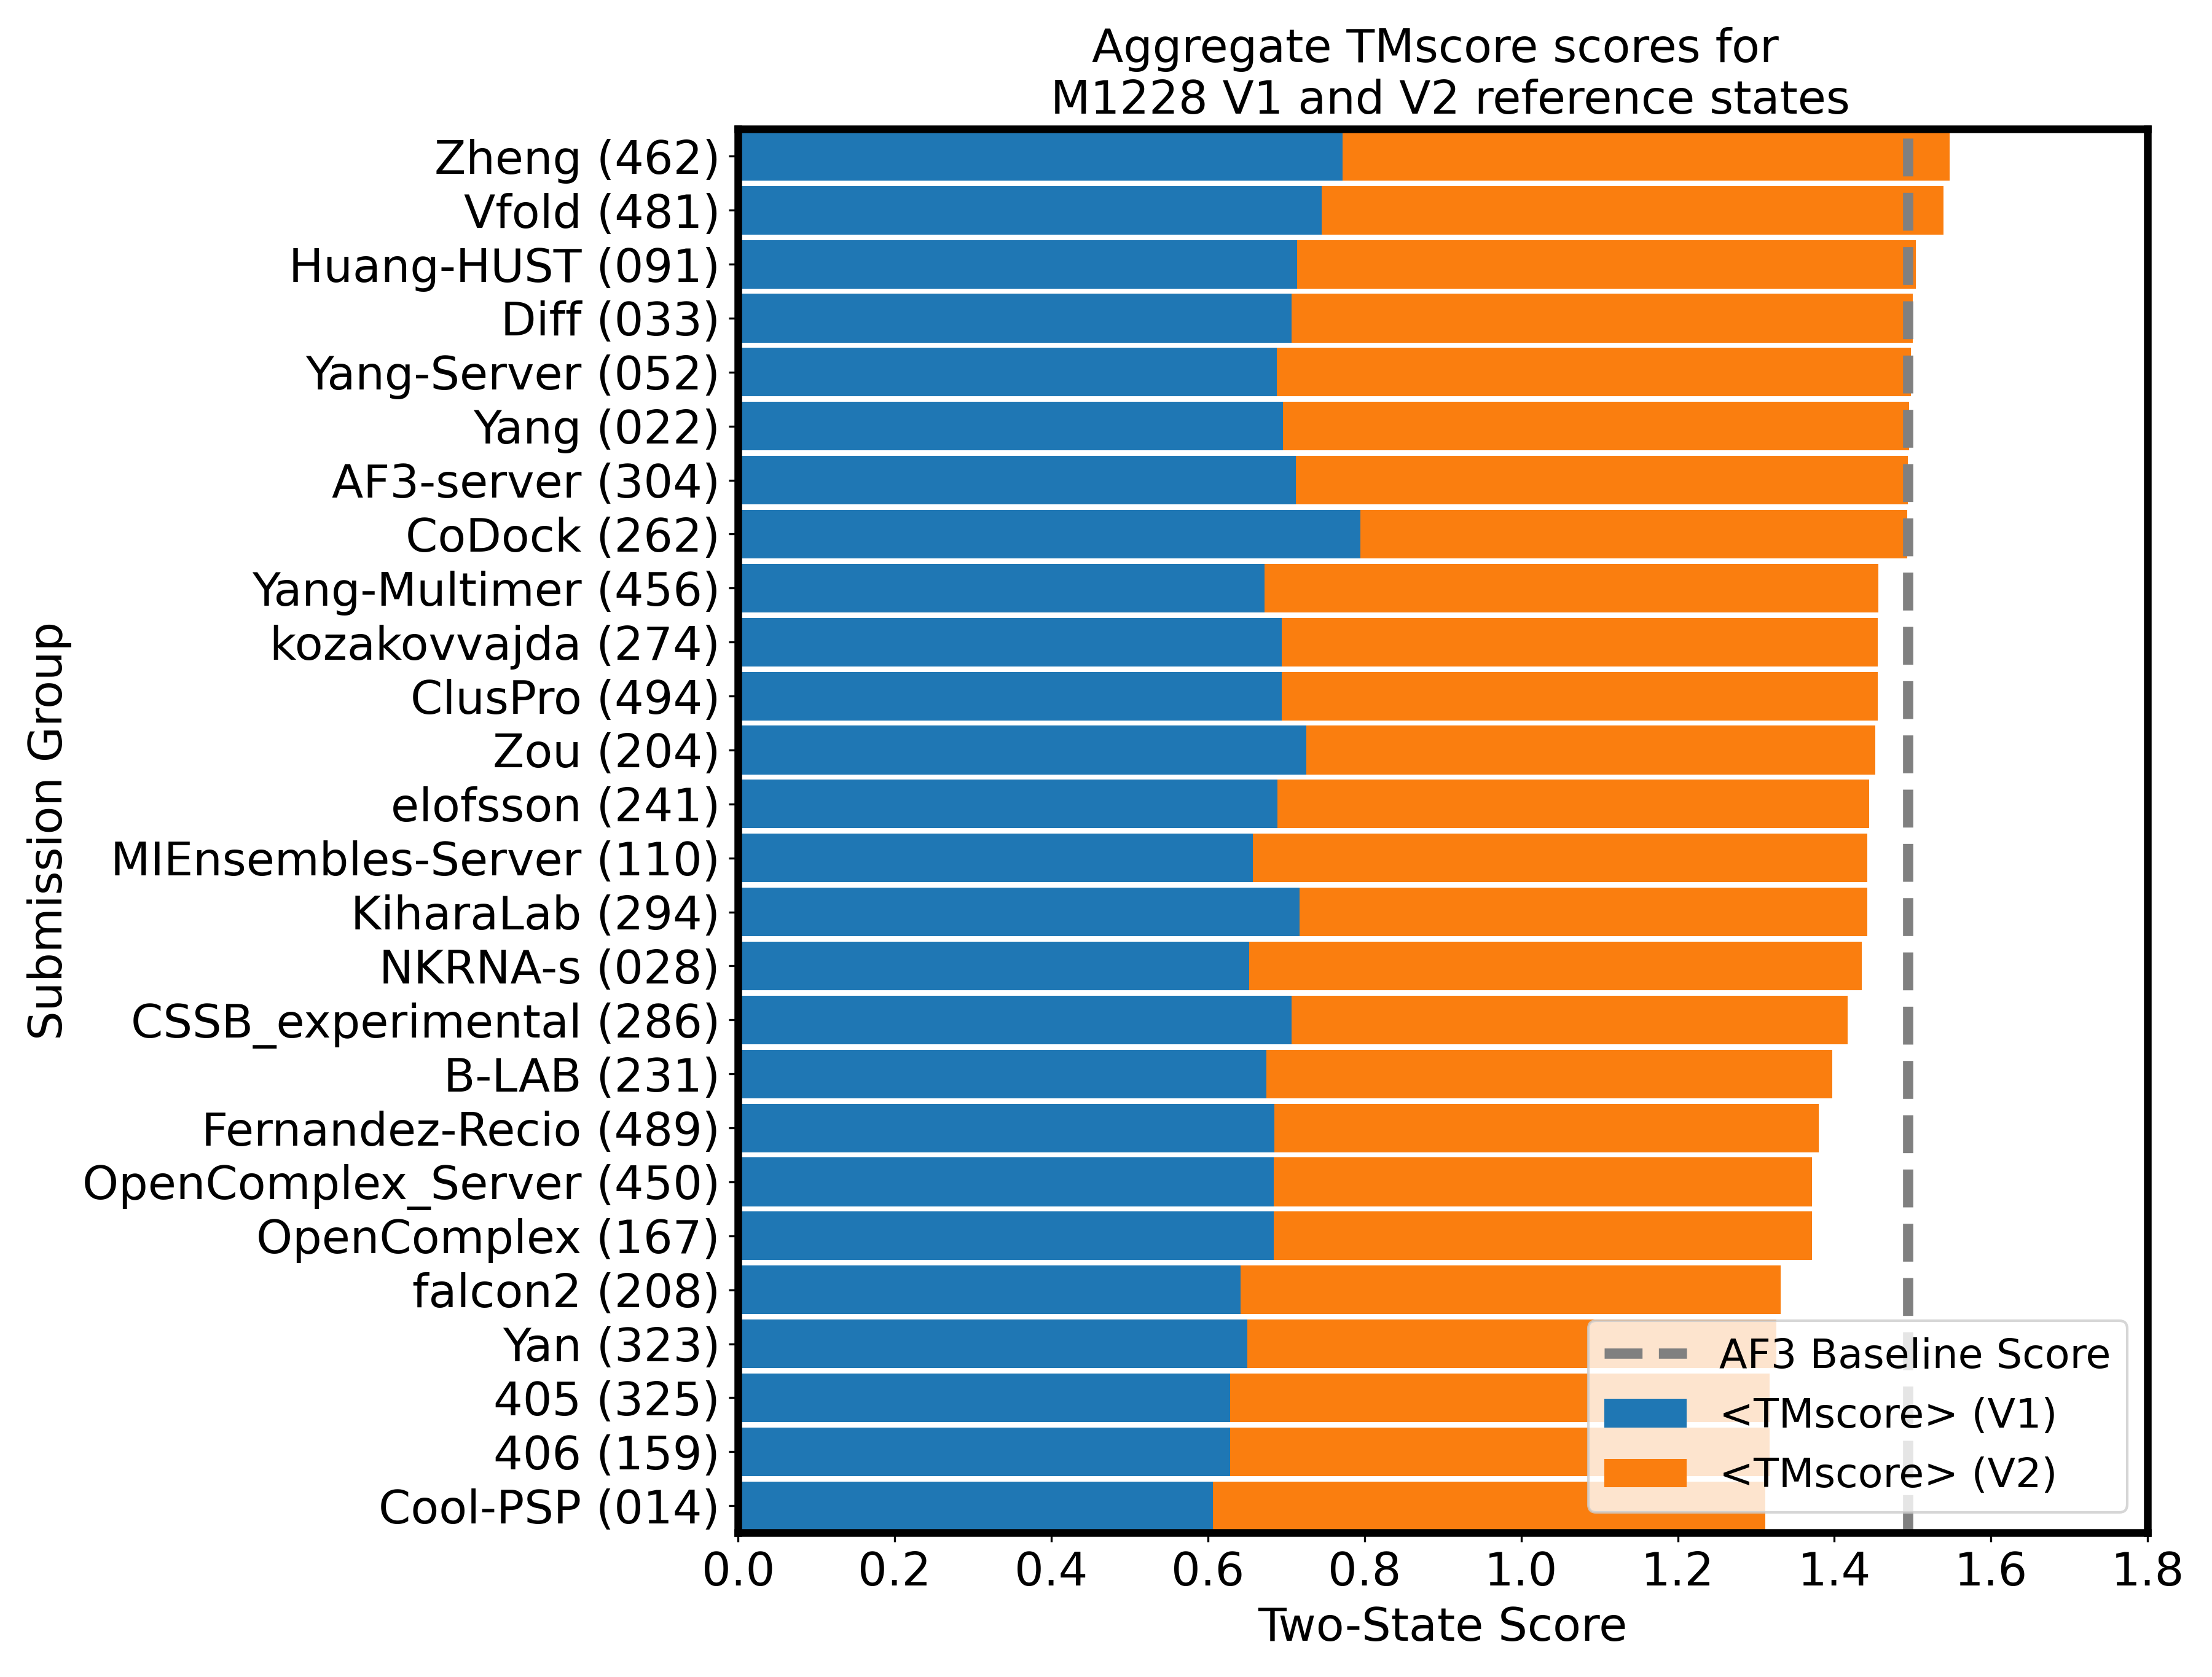 Aggregate TMscore scores for
M1228 V1 and V2 reference states
Submission Group
Zheng (462)
Vfold (481)
Huang-HUST (091)
Diff (033)
Yang-Server (052)
Yang (022)
AF3-server (304)
CoDock (262)
Yang-Multimer (456)
kozakovvajda (274)
ClusPro (494)
Zou (204)
elofsson (241)
MIEnsembles-Server (110)
KiharaLab (294)
NKRNA-s (028)
CSSB_experimental (286)
B-LAB (231)
Fernandez-Recio (489)
OpenComplex_Server (450)
OpenComplex (167)
falcon2 (208)
Yan (323)
405 (325)
406 (159)
Cool-PSP (014)
AF3 Baseline Score
<TMscore> (V1)
<TMscore> (V2)
0.0 0.2 0.4 0.6 0.8 1.0 1.2 1.4 1.6 1.8
Two-State Score